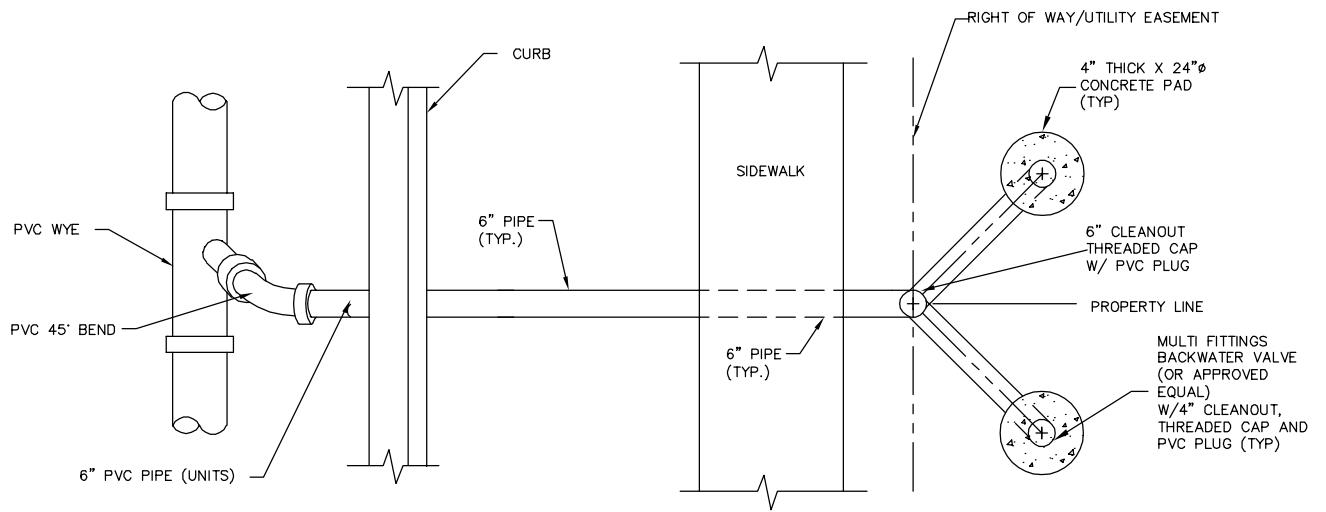 RIGHT OF WAY/UTILITY EASEMENT
CURB
4" THICK X 24"ø
CONCRETE PAD
(TYP)
SIDEWALK
PVC WYE
6" PIPE
(TYP.)
6" CLEANOUT
THREADED CAP
W/ PVC PLUG
PROPERTY LINE
PVC 45° BEND
6" PIPE
(TYP.)
MULTI FITTINGS
BACKWATER VALVE
(OR APPROVED
EQUAL)
W/4" CLEANOUT,
THREADED CAP AND
PVC PLUG (TYP)
6" PVC PIPE (UNITS)